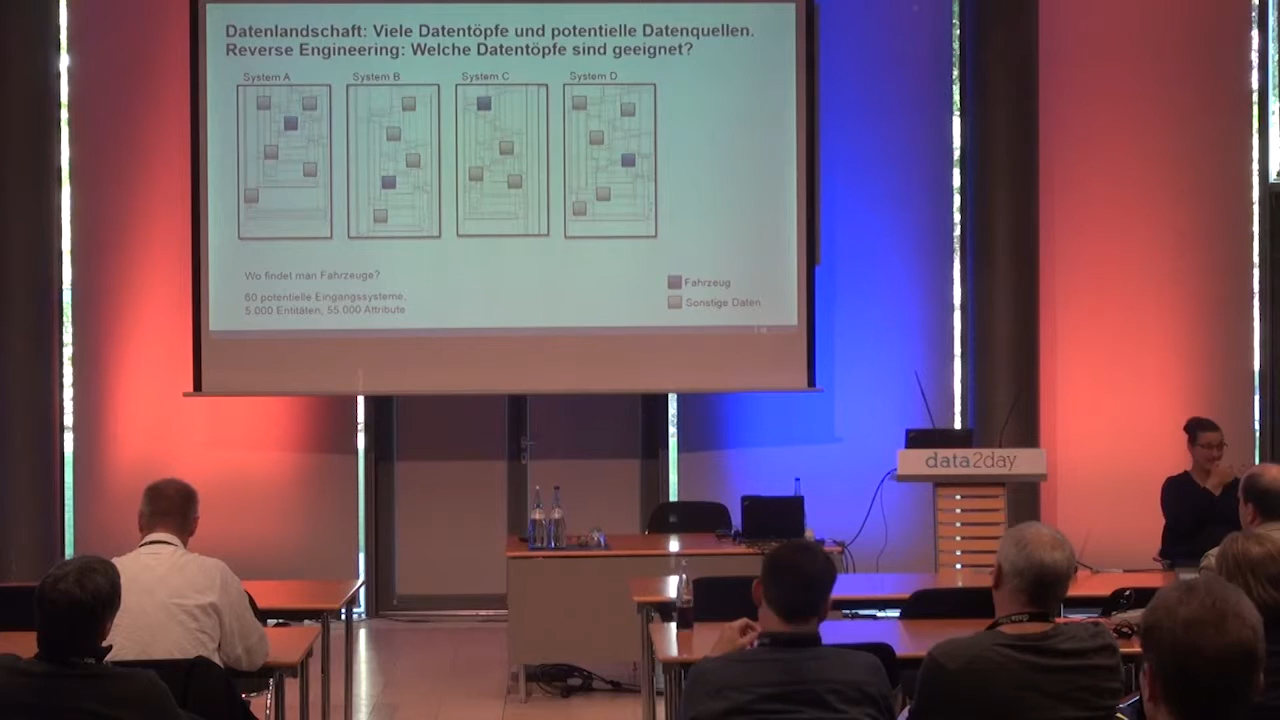 Datenlandschaft: Viele Datentöpfe und potentielle Datenquellen.
Reverse Engineering: Welche Datentöpfe sind geeignet?
System A
System B
System C
System D
Wo findet man Fahrzeuge?
60 potentielle Eingangssysteme,
5.000 Entitäten, 55.000 Attribute
Fahrzeug
Sonstige Daten
data2day